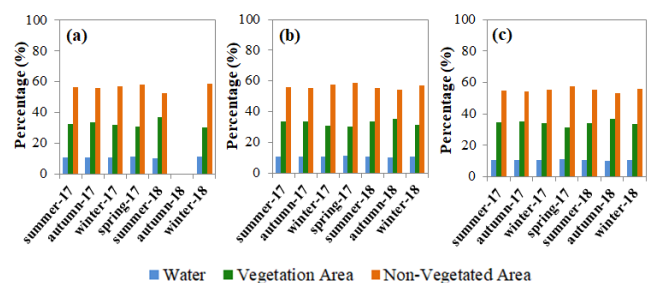 (a)
Percentage (%)
100
80
60
40
20
0
summer-17
autumn-17
winter-17
spring-17
summer-18
autumn-18
winter-18
(b)
Percentage (%)
100
80
60
40
20
0
summer-17
autumn-17
winter-17
spring-17
summer-18
autumn-18
winter-18
(c)
Percentage (%)
100
80
60
40
20
0
summer-17
autumn-17
winter-17
spring-17
summer-18
autumn-18
winter-18
Water Vegetation Area Non-Vegetated Area